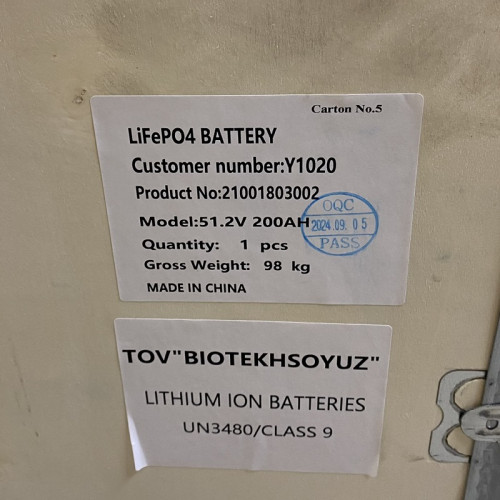 Carton No.5
LiFePO4 BATTERY
Customer number:Y1020
Product No:21001803002
Model:51.2V 200AH
OQC
2024.09.05
PASS
Quantity: 1 pcs
Gross Weight: 98 kg
MADE IN CHINA
TOV"BIOTEKHSOYUZ"
LITHIUM ION BATTERIES
UN3480/CLASS 9